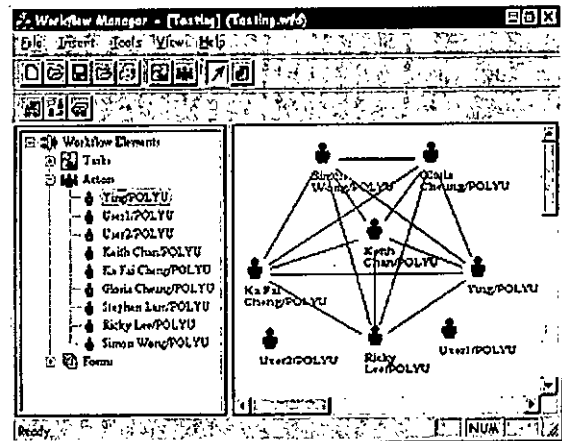 Workflow Manager - [Testing] (Testing.wfd)
File Insert Tools View Help
Workflow Elements
Tasks
Actors
Ying/POLYU
User1/POLYU
User2/POLYU
Keith Chan/POLYU
Ka Fai Cheng/POLYU
Gloria Cheung/POLYU
Stephen Lau/POLYU
Ricky Lee/POLYU
Simon Wong/POLYU
Forms
Simon
Wong/POLYU
Gloria
Cheung/POLYU
Keith
Chan/POLYU
Ka Fai
Cheng/POLYU
Ying/POLYU
User2/POLYU
Ricky
Lee/POLYU
User1/POLYU
Ready
NUM